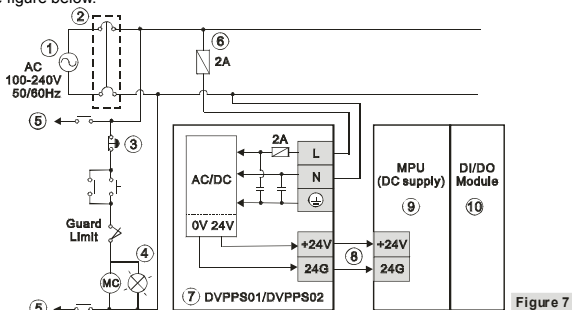 e figure below.
2
1
AC
100-240V
50/60Hz
6
2A
5
3
Guard
Limit
4
MC
5
2A
L
N
AC/DC
0V 24V
+24V
24G
7 DVPPS01/DVPPS02
8
MPU
(DC supply)
9
+24V
24G
DI/DO
Module
10
Figure 7